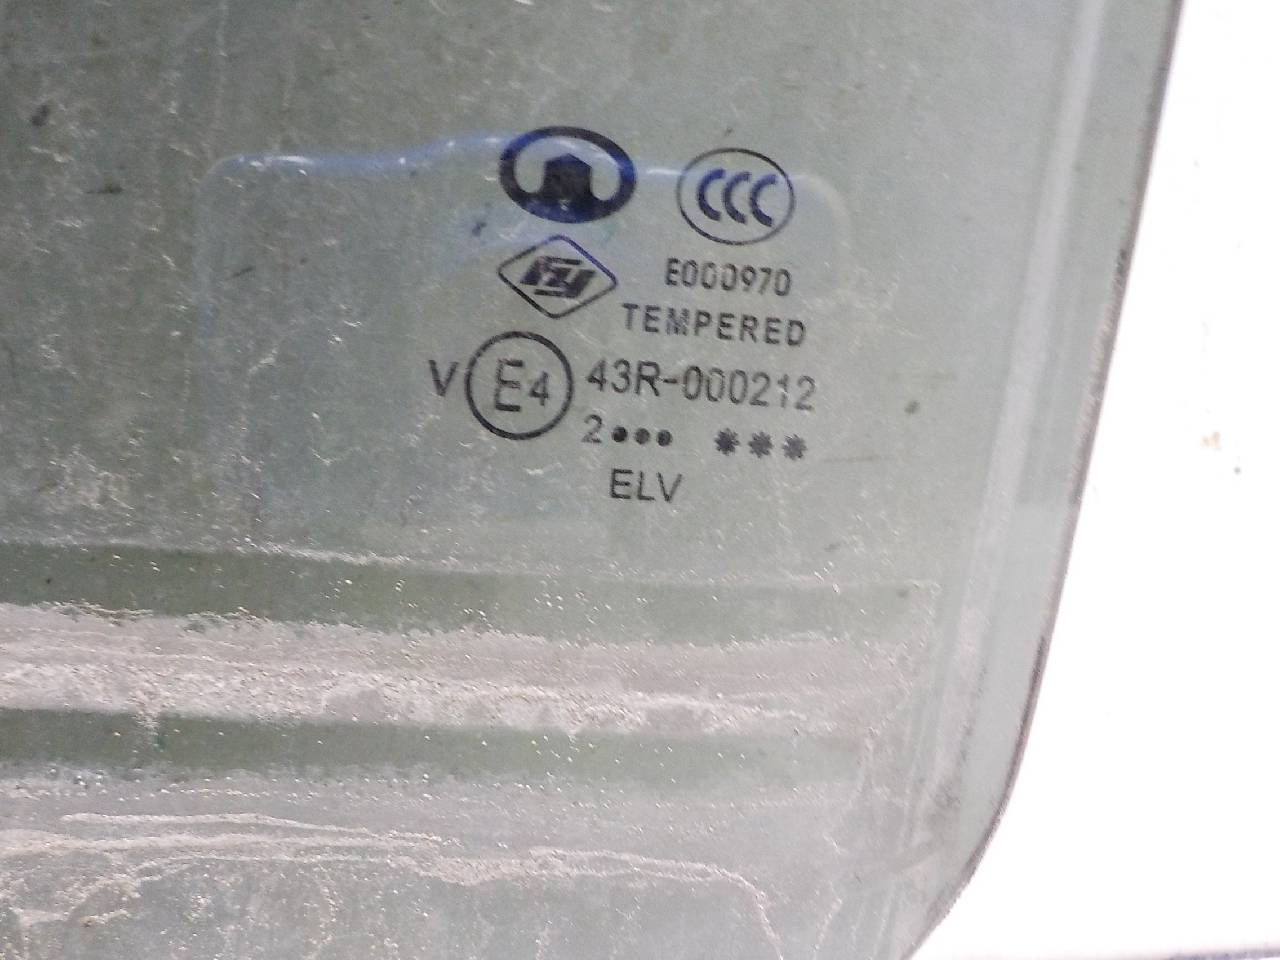 CCC
E000970
TEMPERED
V E4 43R-000212
2••• ***
ELV